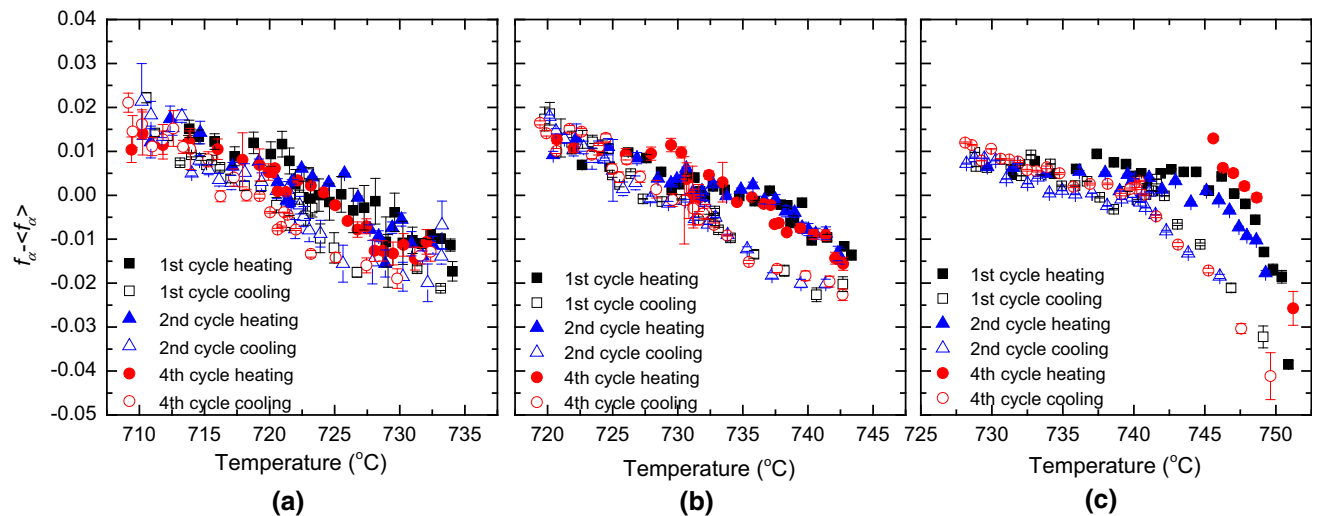 0.04
0.03
0.02
0.01
0.00
-0.01
-0.02
-0.03
-0.04
-0.05
fα-<fα>
1st cycle heating
1st cycle cooling
2nd cycle heating
2nd cycle cooling
4th cycle heating
4th cycle cooling
710 715 720 725 730 735
Temperature (°C)
(a)
1st cycle heating
1st cycle cooling
2nd cycle heating
2nd cycle cooling
4th cycle heating
4th cycle cooling
720 725 730 735 740 745
Temperature (°C)
(b)
1st cycle heating
1st cycle cooling
2nd cycle heating
2nd cycle cooling
4th cycle heating
4th cycle cooling
725 730 735 740 745 750
Temperature (°C)
(c)